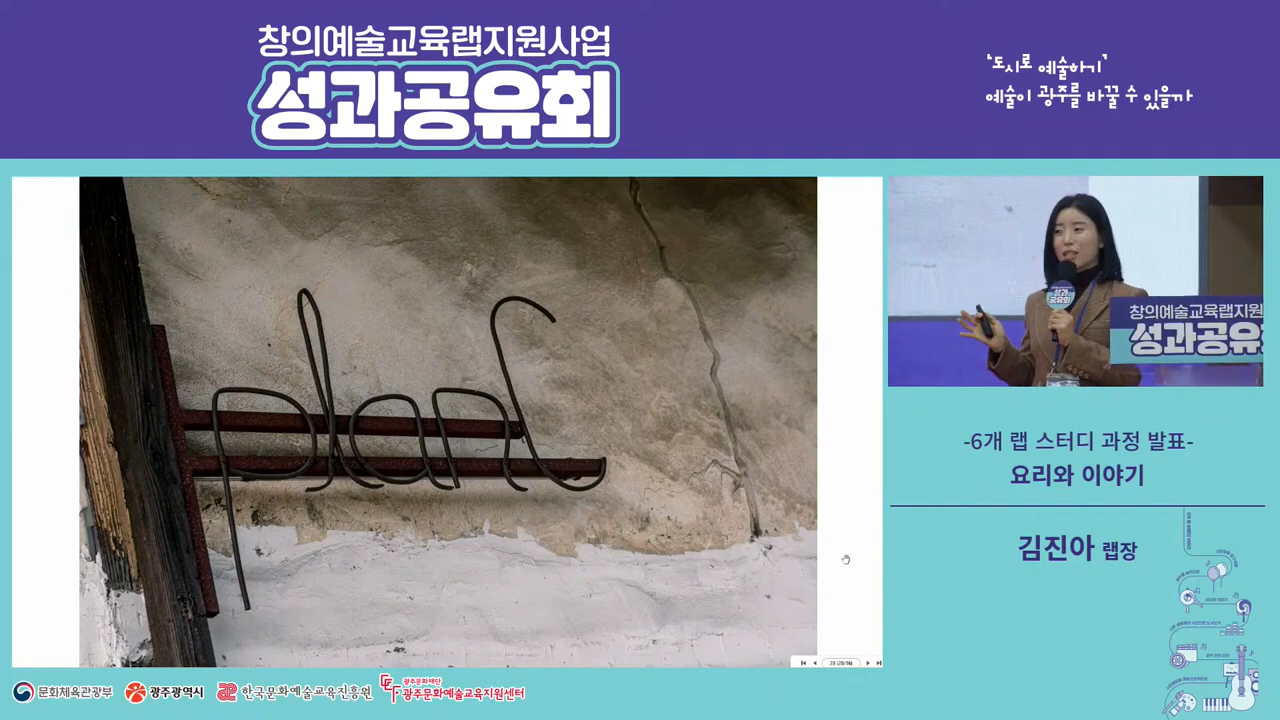 창의예술교육랩지원사업
성과공유회
「도시로 예술하기」
예술이 광주를 바꿀 수 있을까
성과
공유회
창의예술교육랩지원
성과공유
-6개 랩 스터디 과정 발표-
요리와 이야기
김진아 랩장
문화체육관광부
광주광역시
한국문화예술교육진흥원
광주문화재단
광주문화예술교육지원센터